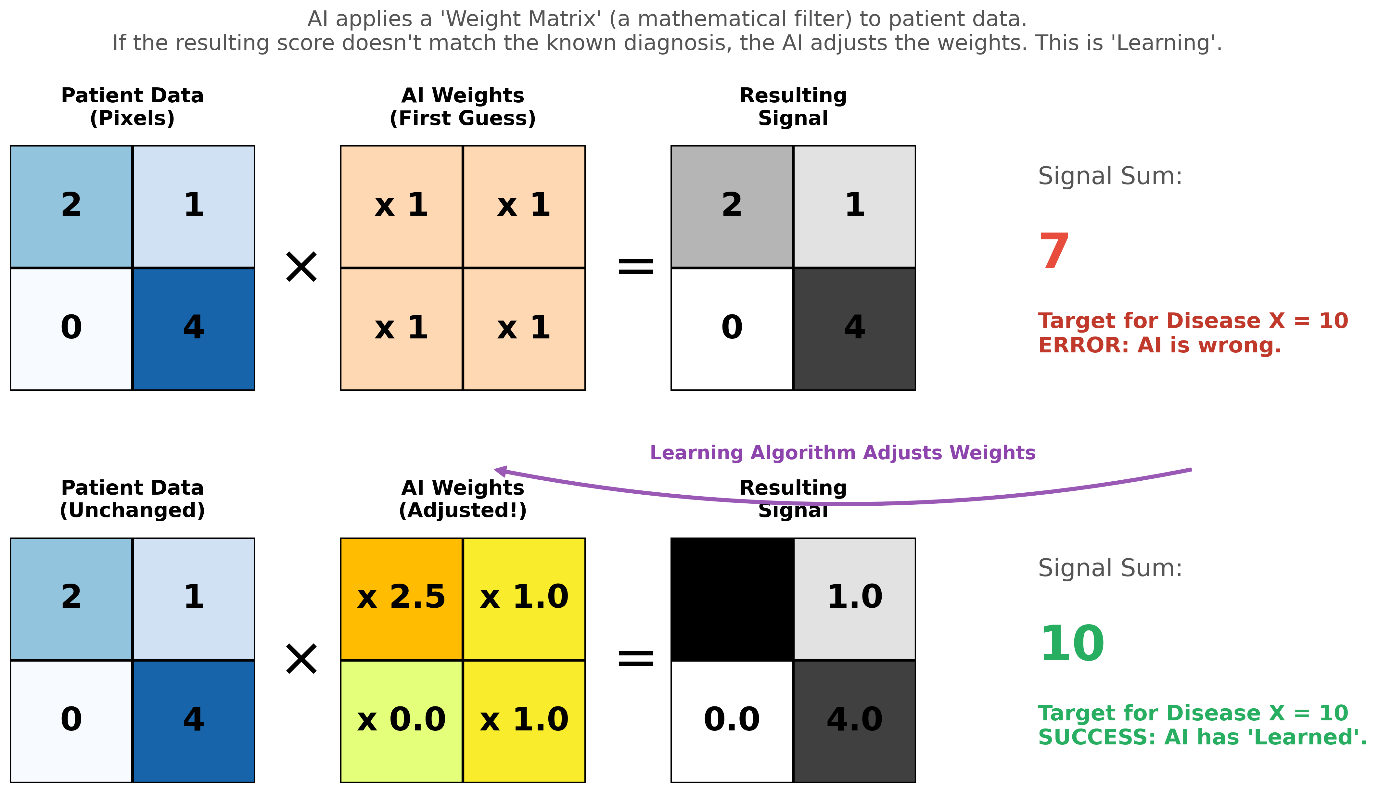 AI applies a 'Weight Matrix' (a mathematical filter) to patient data.
If the resulting score doesn't match the known diagnosis, the AI adjusts the weights. This is 'Learning'.
Patient Data
(Pixels)
AI Weights
(First Guess)
Resulting
Signal
2 1
0 4
×
x 1 x 1
x 1 x 1
=
2 1
0 4
Signal Sum:
7
Target for Disease X = 10
ERROR: AI is wrong.
Learning Algorithm Adjusts Weights
Patient Data
(Unchanged)
AI Weights
(Adjusted!)
Resulting
Signal
2 1
0 4
×
x 2.5 x 1.0
x 0.0 x 1.0
=
1.0
0.0 4.0
Signal Sum:
10
Target for Disease X = 10
SUCCESS: AI has 'Learned'.